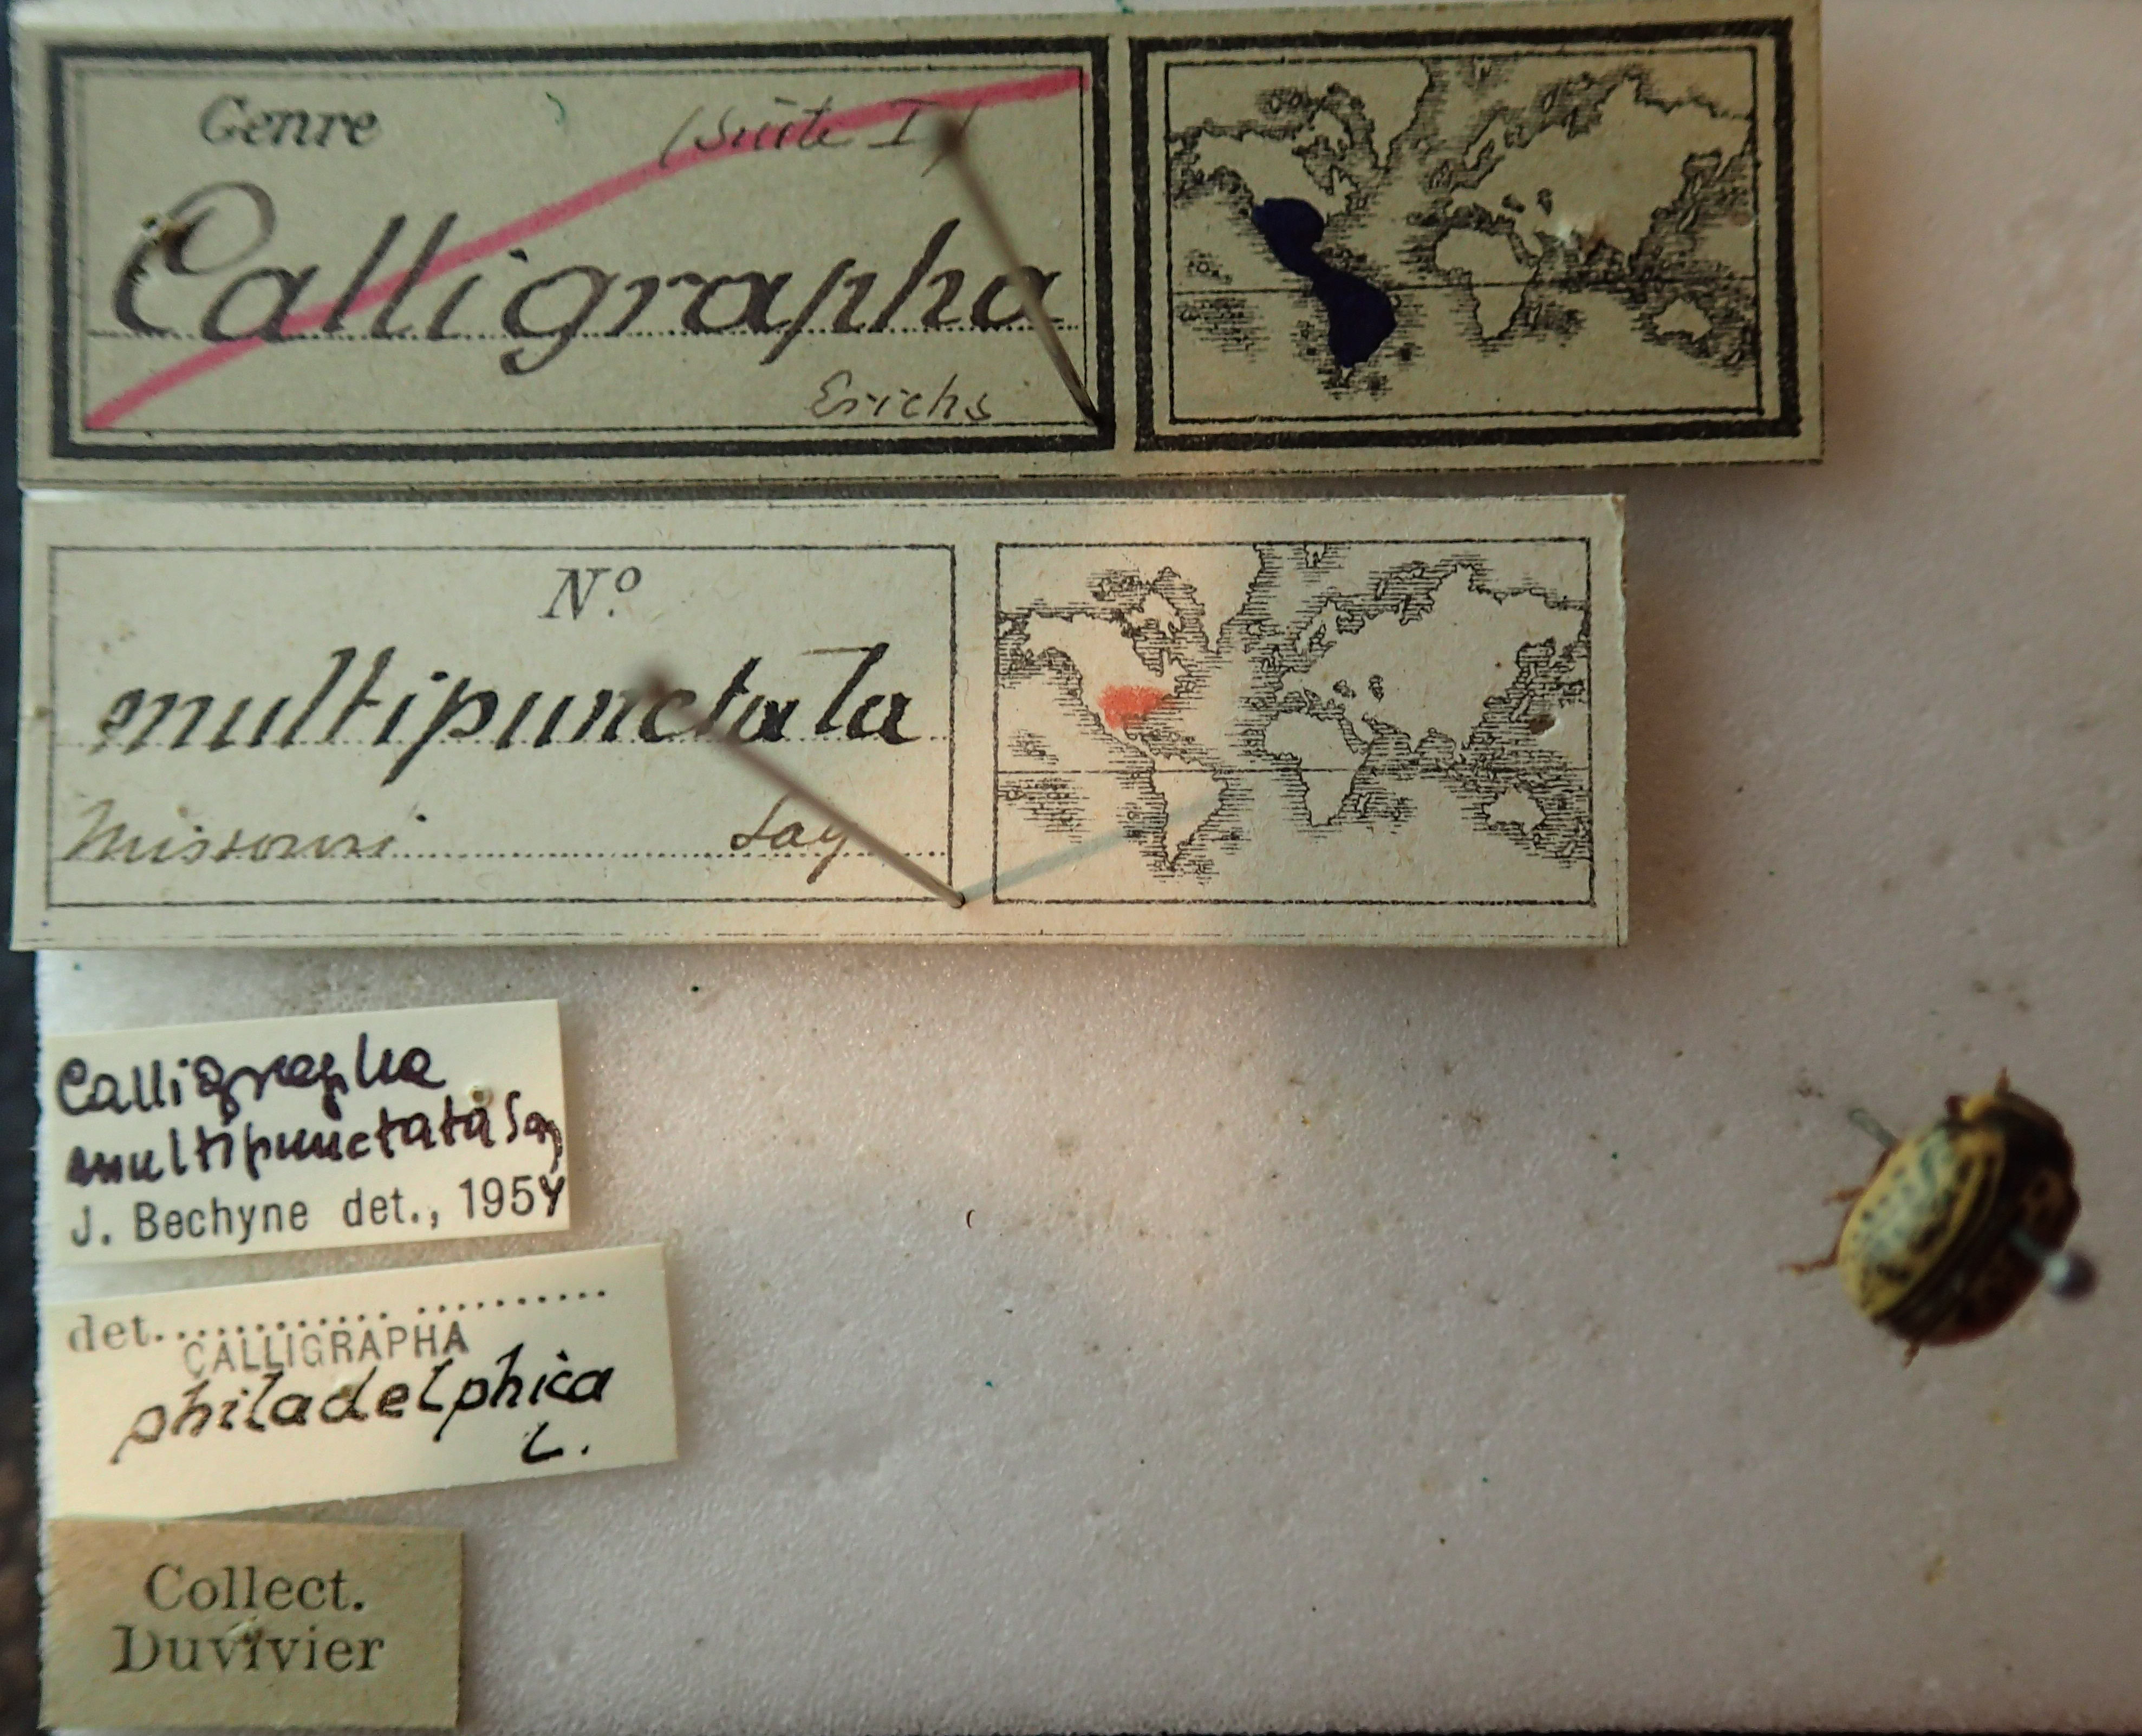 Genre
(Suite I)
Calligrapha
Erichs
N.º
multipunctata
Missouri Say
Calligrapha
multipunctata Say
J. Bechyne det., 1954
det.
CALLIGRAPHA
philadelphica
L.
Collect.
Duvivier